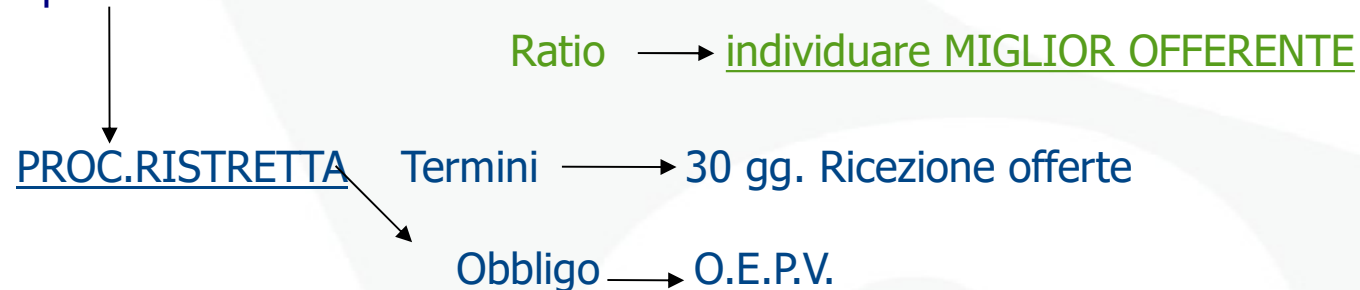 Ratio individuare MIGLIOR OFFERENTE
PROC.RISTRETTA Termini 30 gg. Ricezione offerte
Obbligo O.E.P.V.